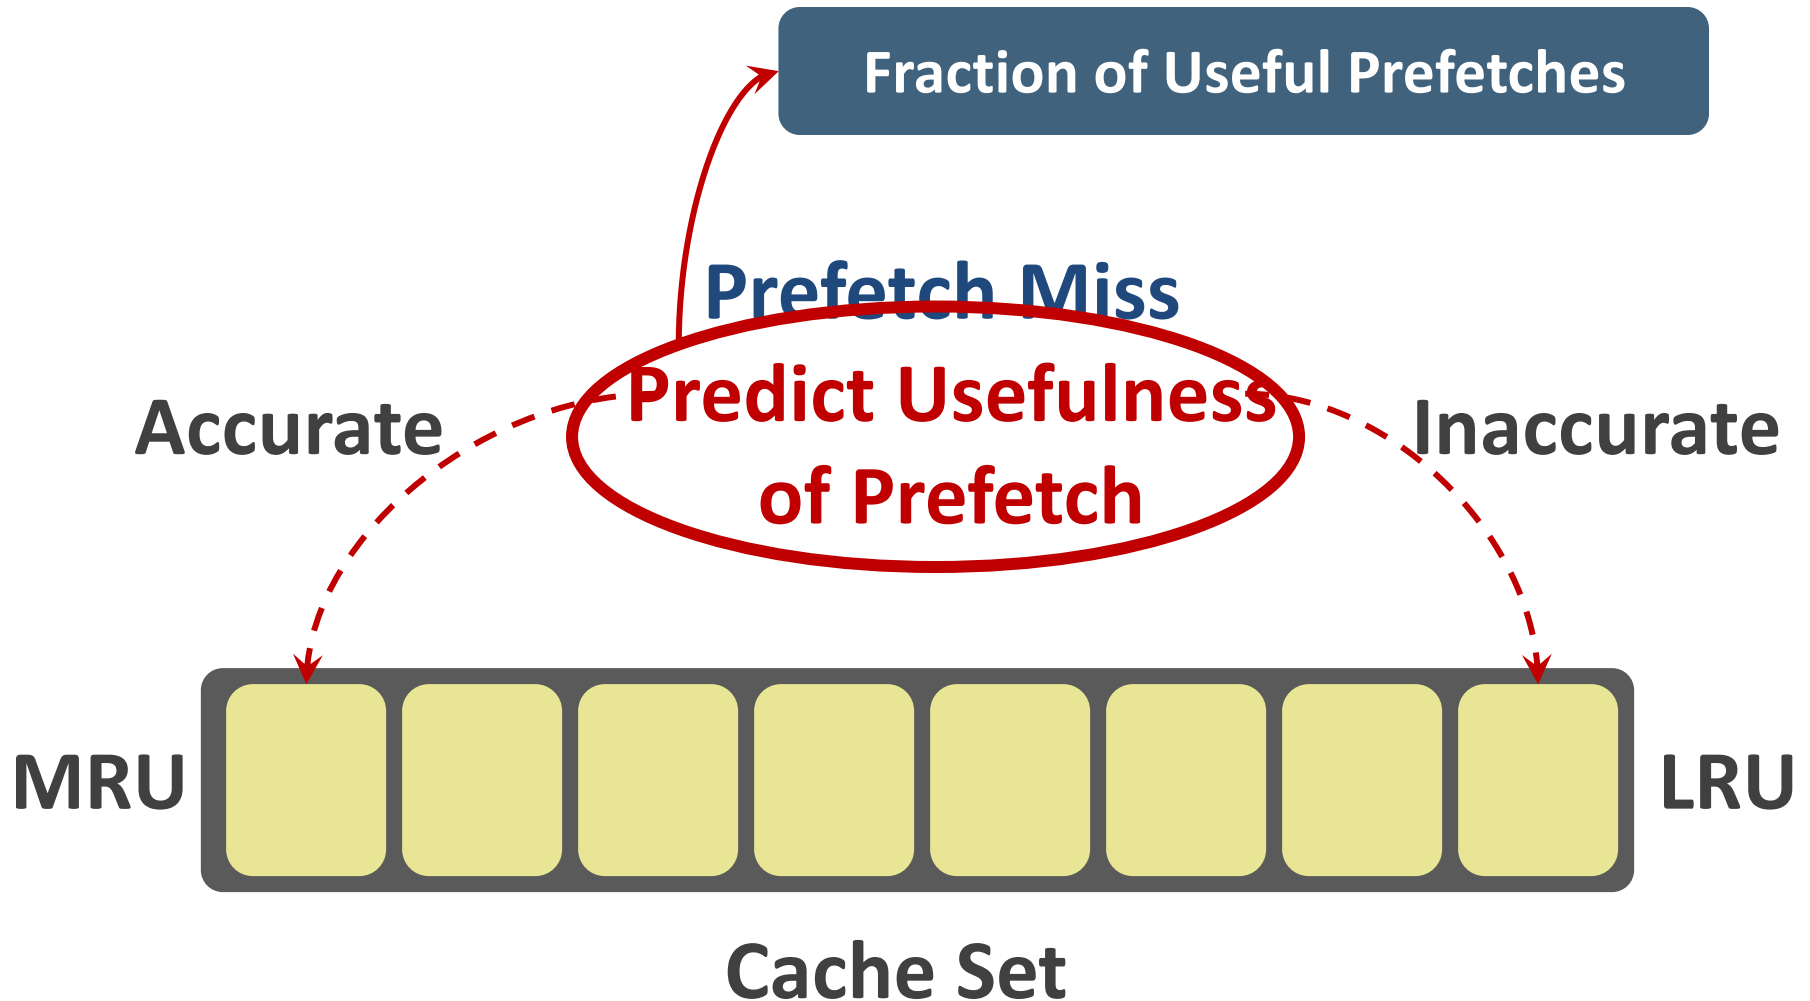 Fraction of Useful Prefetches
Prefetch Miss
Predict Usefulness
of Prefetch
Accurate
Inaccurate
MRU
LRU
Cache Set